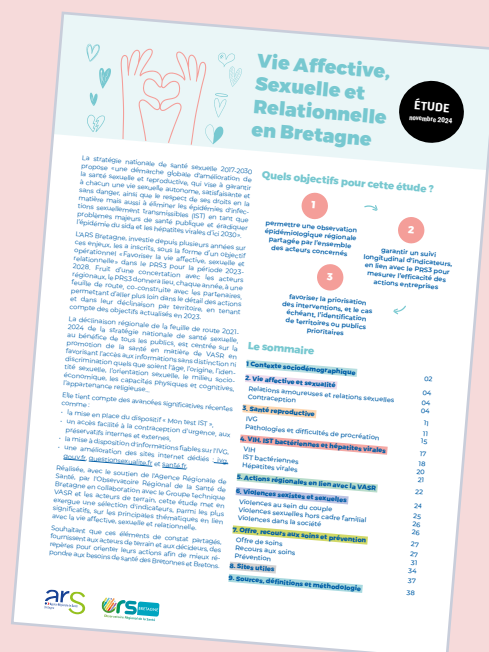 Vie Affective,
Sexuelle et
Relationnelle
en Bretagne
ÉTUDE
novembre 2024
La stratégie nationale de santé sexuelle 2017-2030
propose «une démarche globale d'amélioration de
la santé sexuelle et reproductive, qui vise à garantir
à chacun une vie sexuelle autonome, satisfaisante et
sans danger, ainsi que le respect de ses droits en la
matière mais aussi à éliminer les épidémies d'infec-
tions sexuellement transmissibles (IST) en tant que
problèmes majeurs de santé publique et éradiquer
l'épidémie du sida et les hépatites virales d'ici 2030».
L'ARS Bretagne, investie depuis plusieurs années sur
ces enjeux, les a inscrits, sous la forme d'un objectif
opérationnel «Favoriser la vie affective, sexuelle et
relationnelle» dans le PRS3 pour la période 2023-
2028. Fruit d'une concertation avec les acteurs
régionaux, le PRS3 donnera lieu, chaque année, à une
feuille de route, co-construite avec les partenaires,
permettant d'aller plus loin dans le détail des actions
et dans leur déclinaison par territoire, en tenant
compte des objectifs actualisés en 2023.
La déclinaison régionale de la feuille de route 2021-
2024 de la stratégie nationale de santé sexuelle,
au bénéfice de tous les publics, est centrée sur la
promotion de la santé en matière de VASR en
favorisant l'accès aux informations sans distinction ni
discrimination quels que soient l'âge, l'origine, l'iden-
tité sexuelle, l'orientation sexuelle, le milieu socio-
économique, les capacités physiques et cognitives,
l'appartenance religieuse...
Elle tient compte des avancées significatives récentes
comme :
- la mise en place du dispositif « Mon test IST »,
- un accès facilité à la contraception d'urgence, aux
préservatifs internes et externes,
- la mise à disposition d'informations fiables sur l'IVG,
- une amélioration des sites internet dédiés : ivg.
gouv.fr, questionsexualite.fr et santé.fr.
Réalisée, avec le soutien de l'Agence Régionale de
Santé, par l'Observatoire Régional de la Santé de
Bretagne en collaboration avec le Groupe technique
VASR et les acteurs de terrain, cette étude met en
exergue une sélection d'indicateurs, parmi les plus
significatifs, sur les principales thématiques en lien
avec la vie affective, sexuelle et relationnelle.
Souhaitant que ces éléments de constat partagés,
fournissent aux acteurs de terrain et aux décideurs, des
repères pour orienter leurs actions afin de mieux ré-
pondre aux besoins de santé des Bretonnes et Bretons.
Quels objectifs pour cette étude ?
1
permettre une observation
épidémiologique régionale
partagée par l'ensemble
des acteurs concernés
2
garantir un suivi
longitudinal d'indicateurs,
en lien avec le PRS3 pour
mesurer l'efficacité des
actions entreprises
3
favoriser la priorisation
des interventions, et le cas
échéant, l'identification
de territoires ou publics
prioritaires
Le sommaire
1 Contexte sociodémographique 02
2. Vie affective et sexualité 04
Relations amoureuses et relations sexuelles 04
Contraception 04
3. Santé reproductive 11
IVG 11
Pathologies et difficultés de procréation 15
4. VIH, IST bactériennes et hépatites virales 17
VIH 18
IST bactériennes 20
Hépatites virales 21
5. Actions régionales en lien avec la VASR 22
6. Violences sexistes et sexuelles 24
Violences au sein du couple 25
Violences sexuelles hors cadre familial 26
Violences dans la société 26
7. Offre, recours aux soins et prévention 27
Offre de soins 27
Recours aux soins 31
Prévention 34
8. Sites utiles 37
9. Sources, définitions et méthodologie 38
ars
ORS
BRETAGNE